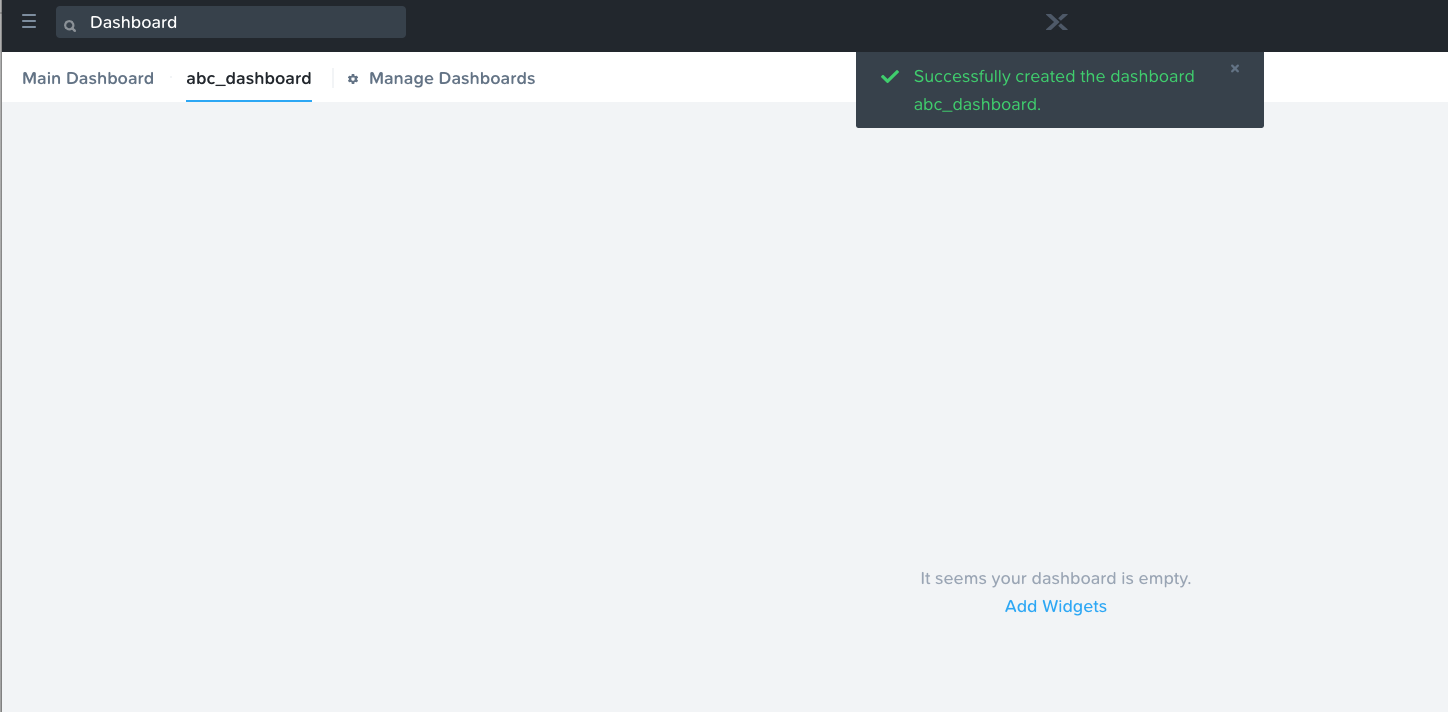 Dashboard
Main Dashboard
abc_dashboard
Manage Dashboards
Successfully created the dashboard
abc_dashboard.
It seems your dashboard is empty.
Add Widgets